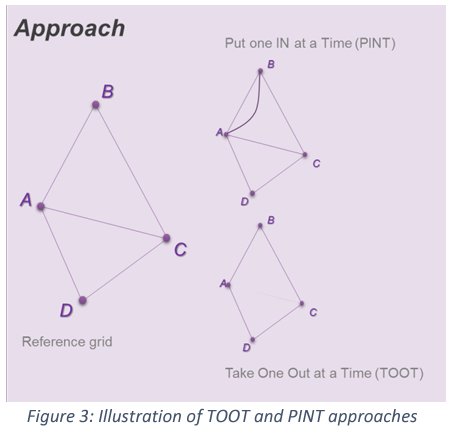 Approach
Put one IN at a Time (PINT)
B
A
C
D
Reference grid
B
A
C
D
B
A
C
D
Take One Out at a Time (TOOT)
Figure 3: Illustration of TOOT and PINT approaches